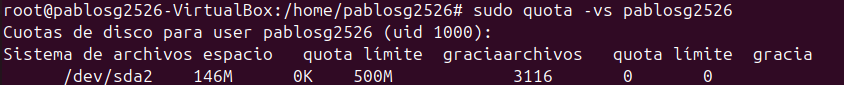 root@pablosg2526-VirtualBox:/home/pablosg2526# sudo quota -vs pablosg2526
Cuotas de disco para user pablosg2526 (uid 1000):
Sistema de archivos espacio   quota límite  graciaarchivos   quota límite  gracia
      /dev/sda2    146M      0K    500M            3116       0      0